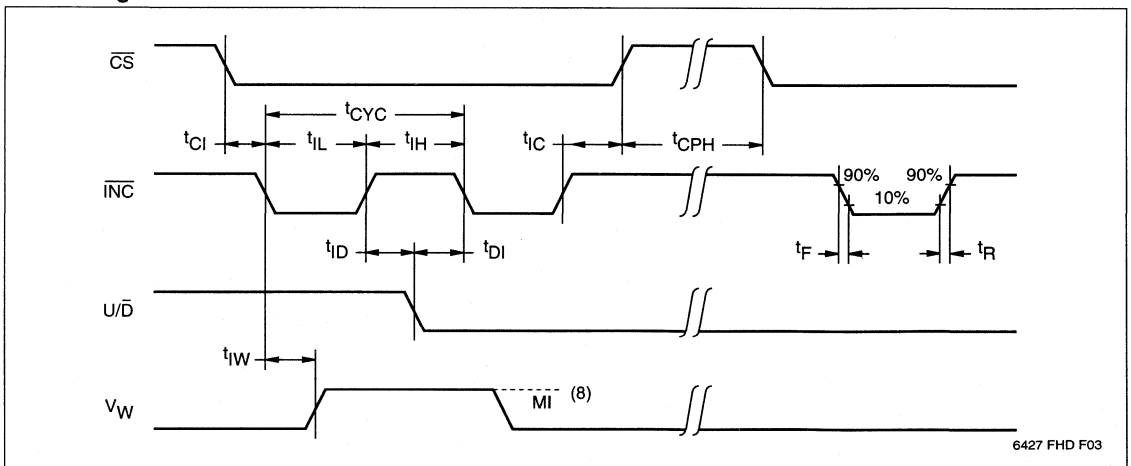 CS
tCYC
tCI
tIL
tIH
tIC
tCPH
INC
90%
90%
10%
tID
tDI
tF
tR
U/D̅
tIW
VW
MI
(8)
6427 FHD F03